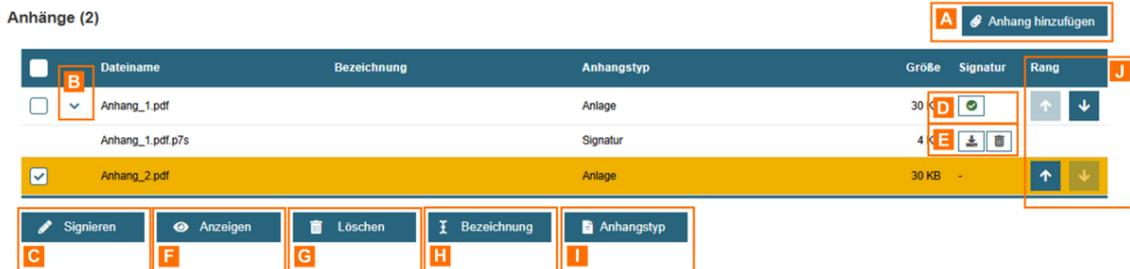 Anhänge (2)
A Anhang hinzufügen
B Dateiname Bezeichnung Anhangstyp Größe Signatur Rang J
Anhang_1.pdf Anlage 30 K D
Anhang_1.pdf.p7s Signatur 4 K E
Anhang_2.pdf Anlage 30 KB -
Signieren Anzeigen Löschen Bezeichnung Anhangstyp
C F G H I